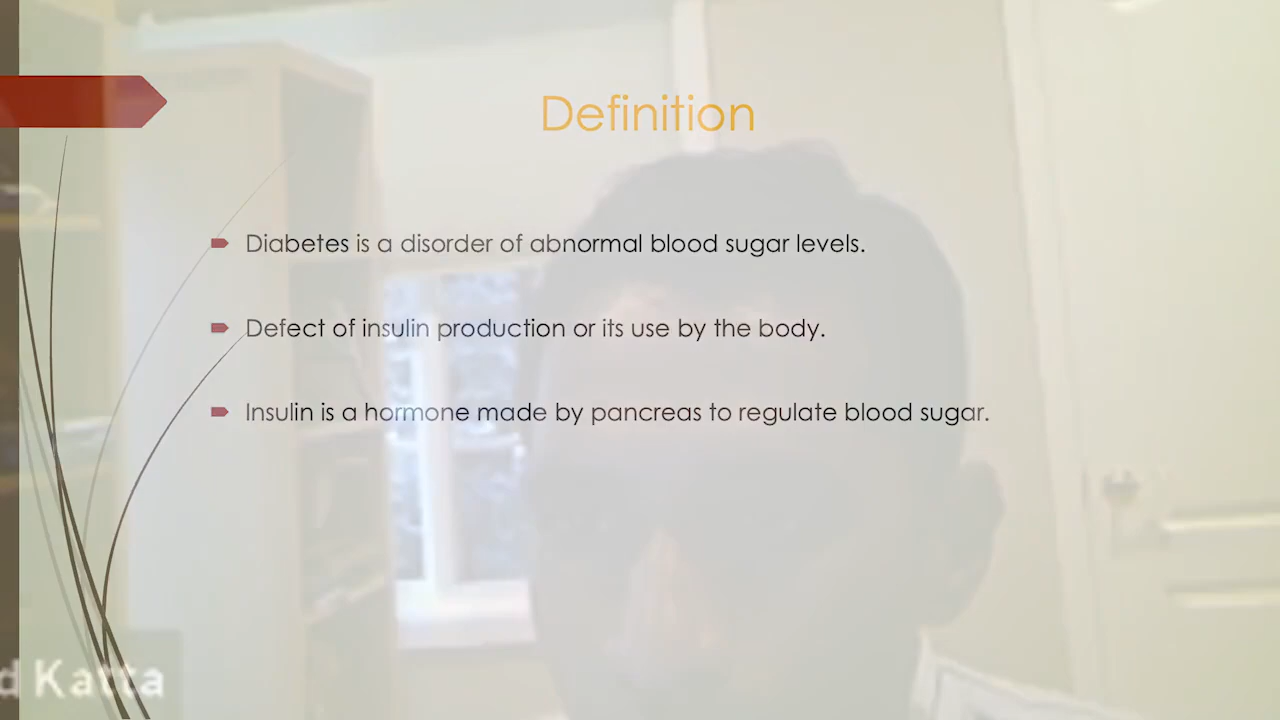 Definition
Diabetes is a disorder of abnormal blood sugar levels.
Defect of insulin production or its use by the body.
Insulin is a hormone made by pancreas to regulate blood sugar.
d Katta